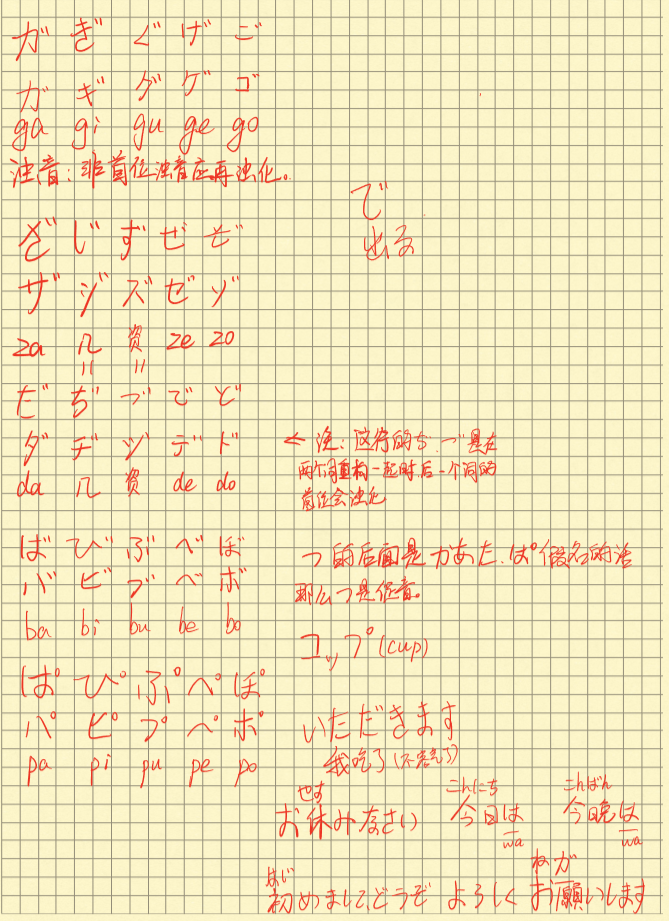 がぎぐげご
ガギグゲゴ
ga gi gu ge go
浊音：非首位浊音应再浊化。
ざじずぜぞ
ザジズゼゾ
za 几 资 ze zo
だぢづでど
ダヂヅデド
da 几 资 de do
ばびぶべぼ
バビブベボ
ba bi bu be bo
ぱぴぷぺぽ
パピプペポ
pa pi pu pe po
で
出る
← 注：这行的ぢ、づ是在
两个词重构一起时后一个词的
首位会浊化
つ的后面是かあた、ぱ假名的话
那么つ是促音。
コップ (cup)
いただきます
我吃了(不客气了)
やす
お休みなさい
こんにち
今日は
wa
こんばん
今晩は
wa
はじ
初めまして、どうぞ よろしく
ねが
お願いします